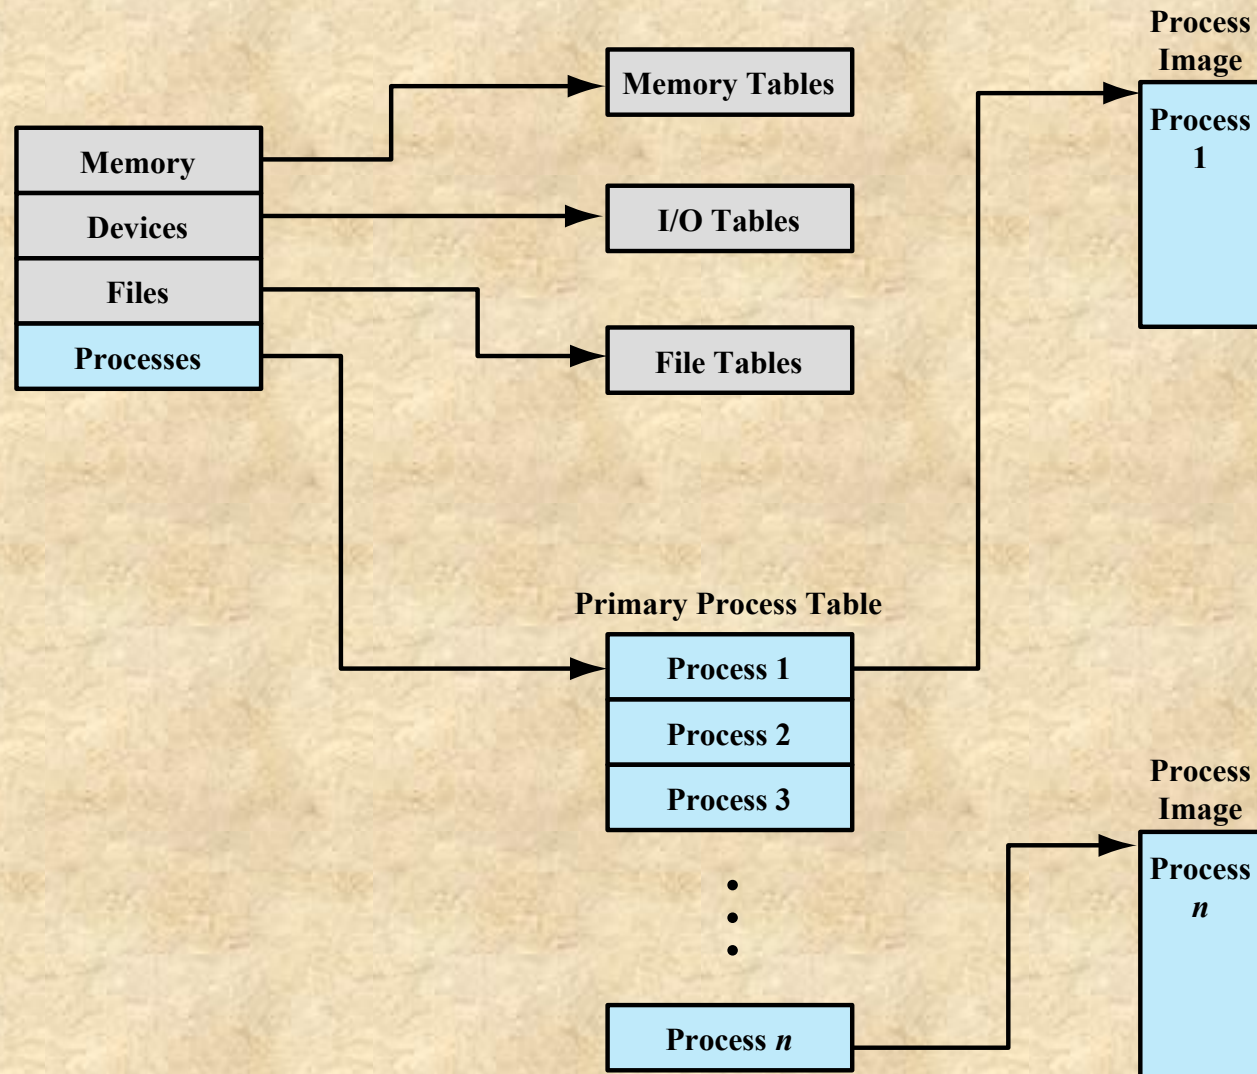 Memory
Devices
Files
Processes
Memory Tables
I/O Tables
File Tables
Primary Process Table
Process 1
Process 2
Process 3
Process n
Process
Image
Process
1
Process
Image
Process
n